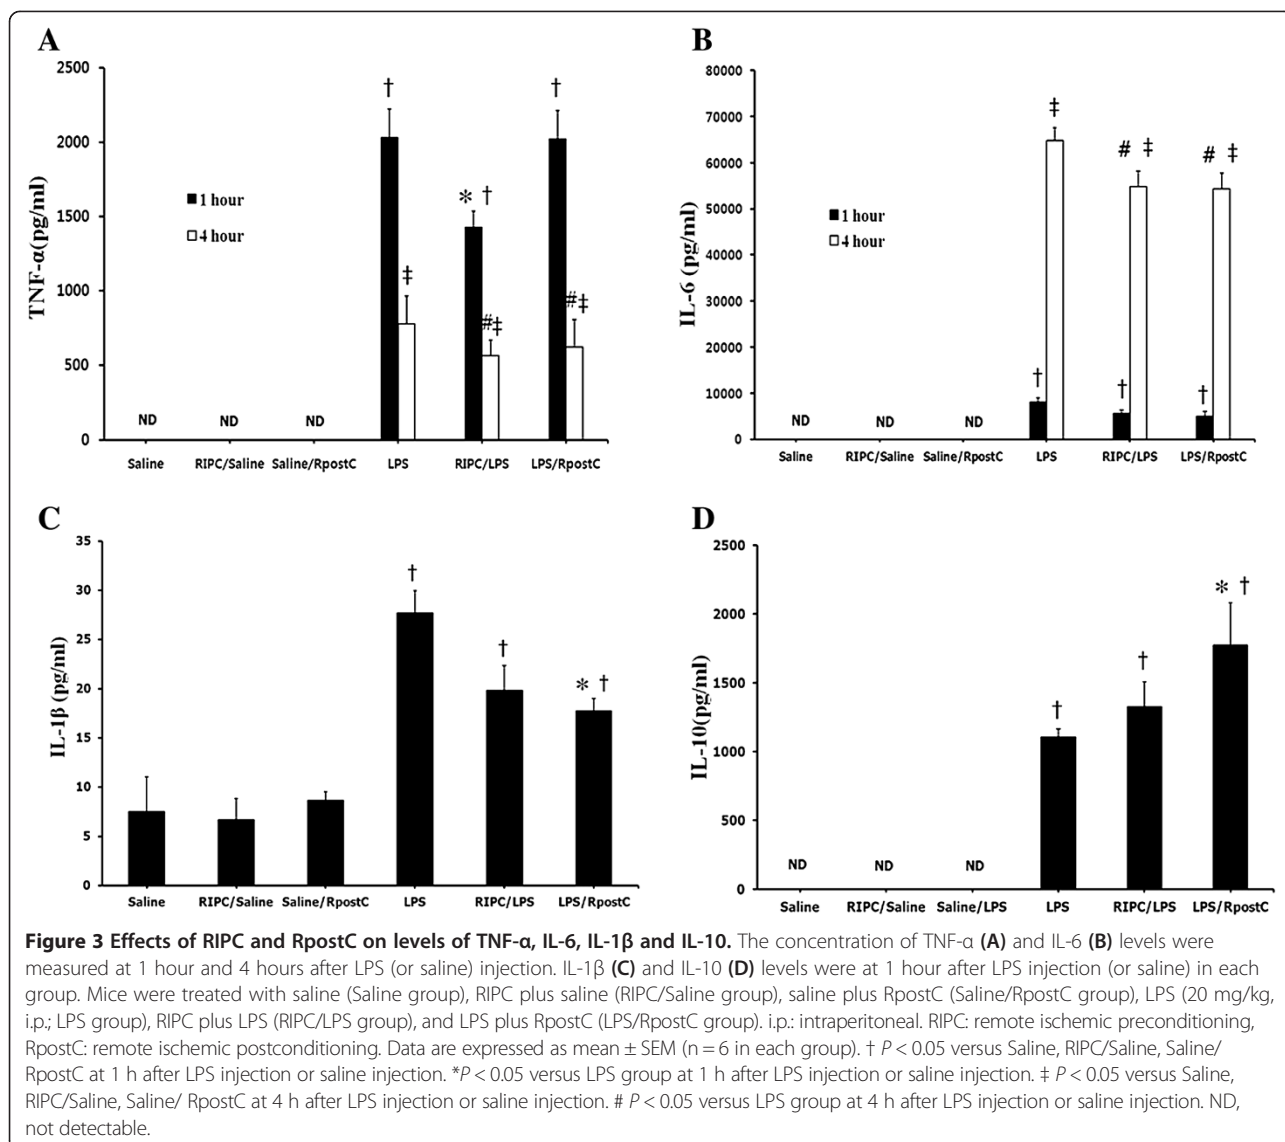 A
2500
2000
1500
1000
500
0
TNF-α(pg/ml)
1 hour
4 hour
ND
ND
ND
†
‡
* †
#‡
†
#‡
Saline
RIPC/Saline
Saline/RpostC
LPS
RIPC/LPS
LPS/RpostC
B
80000
70000
60000
50000
40000
30000
20000
10000
0
IL-6 (pg/ml)
1 hour
4 hour
ND
ND
ND
†
‡
†
# ‡
†
# ‡
Saline
RIPC/Saline
Saline/RpostC
LPS
RIPC/LPS
LPS/RpostC
C
35
30
25
20
15
10
5
0
IL-1β (pg/ml)
†
†
* †
Saline
RIPC/Saline
Saline/RpostC
LPS
RIPC/LPS
LPS/RpostC
D
2500
2000
1500
1000
500
0
IL-10(pg/ml)
ND
ND
ND
†
†
* †
Saline
RIPC/Saline
Saline/LPS
LPS
RIPC/LPS
LPS/RpostC
Figure 3 Effects of RIPC and RpostC on levels of TNF-α, IL-6, IL-1β and IL-10. The concentration of TNF-α (A) and IL-6 (B) levels were
measured at 1 hour and 4 hours after LPS (or saline) injection. IL-1β (C) and IL-10 (D) levels were at 1 hour after LPS injection (or saline) in each
group. Mice were treated with saline (Saline group), RIPC plus saline (RIPC/Saline group), saline plus RpostC (Saline/RpostC group), LPS (20 mg/kg,
i.p.; LPS group), RIPC plus LPS (RIPC/LPS group), and LPS plus RpostC (LPS/RpostC group). i.p.: intraperitoneal. RIPC: remote ischemic preconditioning,
RpostC: remote ischemic postconditioning. Data are expressed as mean ± SEM (n = 6 in each group). † P < 0.05 versus Saline, RIPC/Saline, Saline/
RpostC at 1 h after LPS injection or saline injection. *P < 0.05 versus LPS group at 1 h after LPS injection or saline injection. ‡ P < 0.05 versus Saline,
RIPC/Saline, Saline/ RpostC at 4 h after LPS injection or saline injection. # P < 0.05 versus LPS group at 4 h after LPS injection or saline injection. ND,
not detectable.